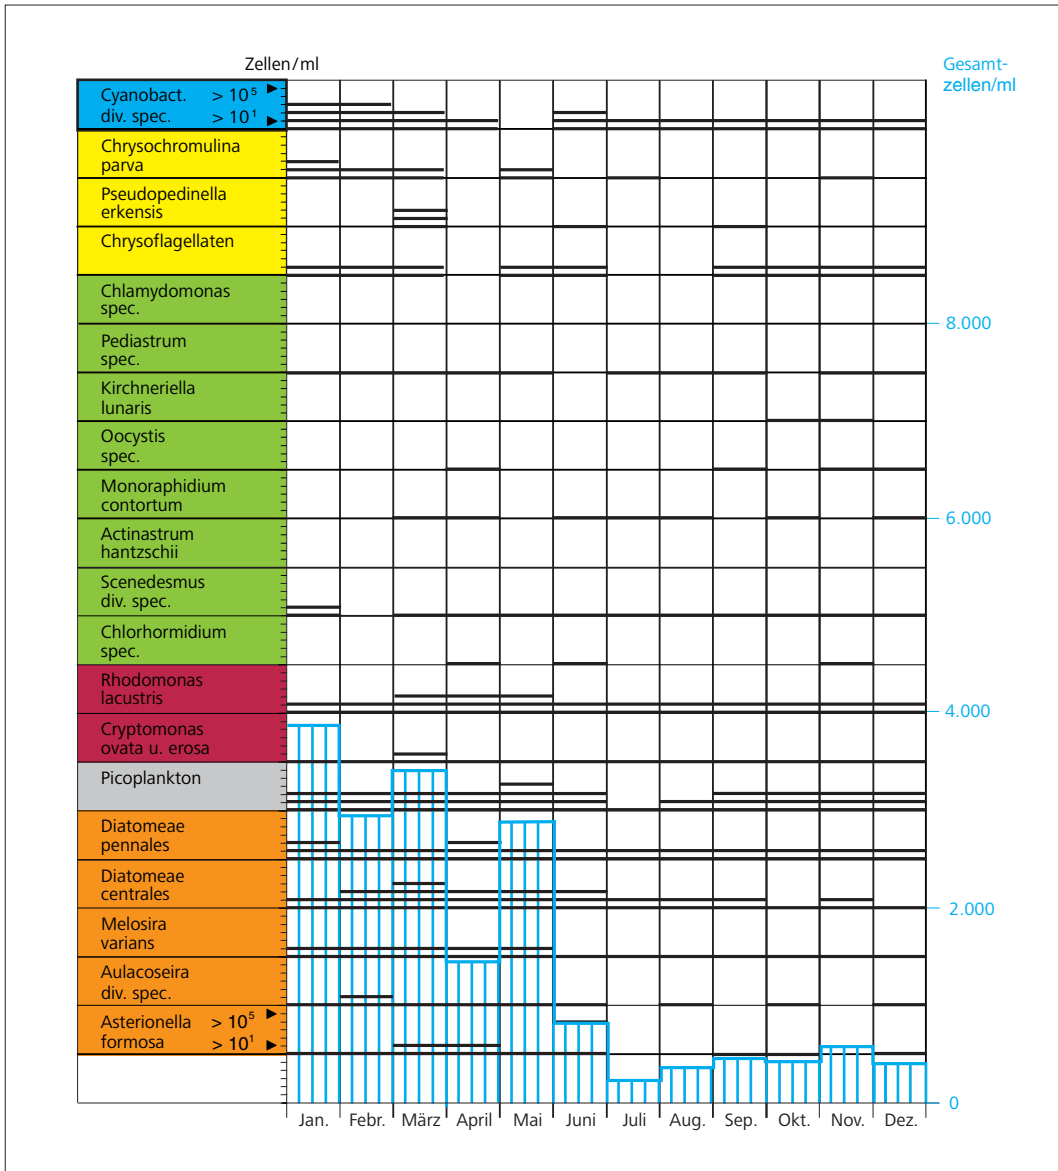 Zellen/ml
Gesamt-
zellen/ml
Cyanobact. > 10⁵
div. spec. > 10¹
Chrysochromulina
parva
Pseudopedinella
erkensis
Chrysoflagellaten
Chlamydomonas
spec.
8.000
Pediastrum
spec.
Kirchneriella
lunaris
Oocystis
spec.
Monoraphidium
contortum
6.000
Actinastrum
hantzschii
Scenedesmus
div. spec.
Chlorhormidium
spec.
Rhodomonas
lacustris
4.000
Cryptomonas
ovata u. erosa
Picoplankton
Diatomeae
pennales
Diatomeae
centrales
2.000
Melosira
varians
Aulacoseira
div. spec.
Asterionella > 10⁵
formosa > 10¹
0
Jan. Febr. März April Mai Juni Juli Aug. Sep. Okt. Nov. Dez.